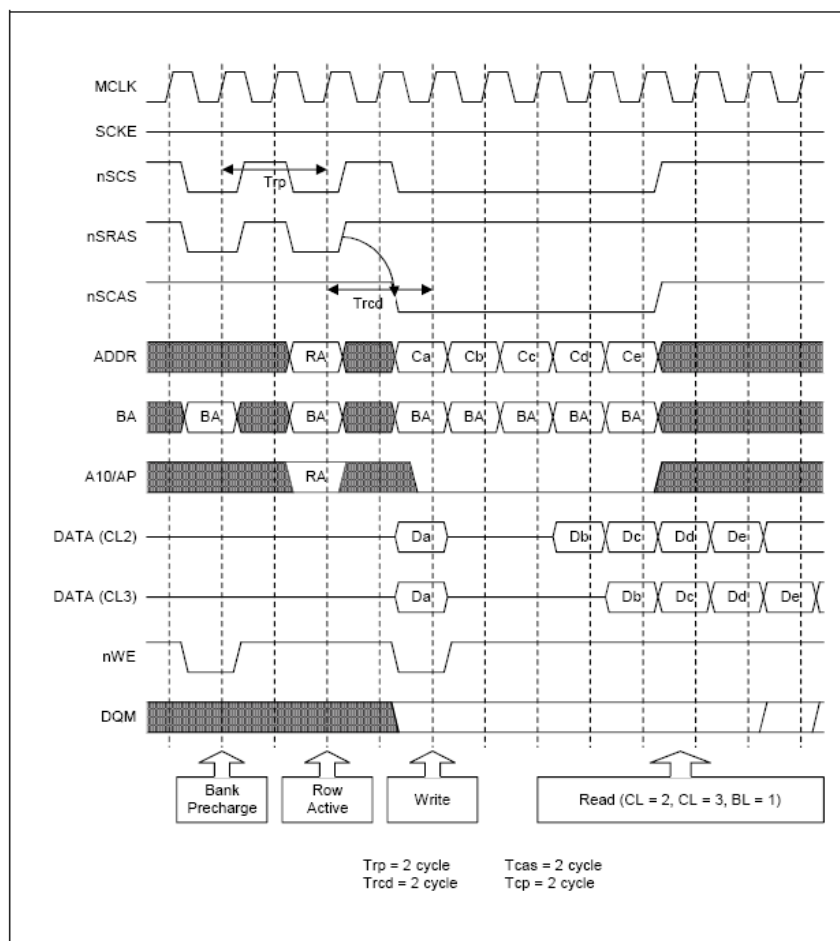 MCLK
SCKE
nSCS
Trp
nSRAS
nSCAS
Trcd
ADDR RA Ca Cb Cc Cd Ce
BA BA BA BA BA BA BA BA
A10/AP RA
DATA (CL2) Da Db Dc Dd De
DATA (CL3) Da Db Dc Dd De
nWE
DQM
Bank
Precharge
Row
Active
Write
Read (CL = 2, CL = 3, BL = 1)
Trp = 2 cycle Tcas = 2 cycle
Trcd = 2 cycle Tcp = 2 cycle